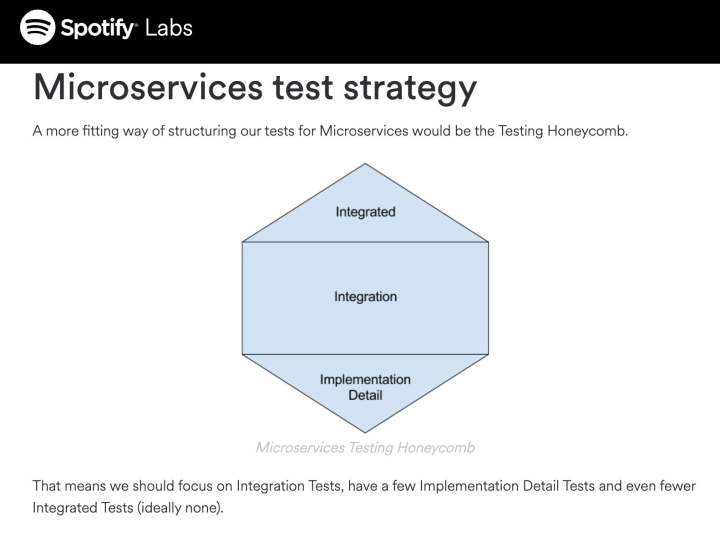 Spotify® Labs
Microservices test strategy
A more fitting way of structuring our tests for Microservices would be the Testing Honeycomb.
Integrated
Integration
Implementation
Detail
Microservices Testing Honeycomb
That means we should focus on Integration Tests, have a few Implementation Detail Tests and even fewer
Integrated Tests (ideally none).